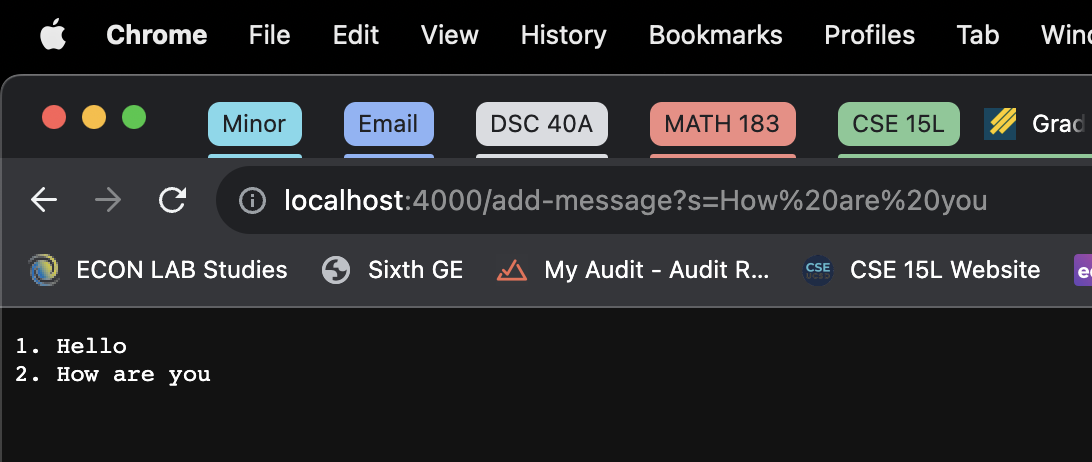 Chrome File Edit View History Bookmarks Profiles Tab
Minor Email DSC 40A MATH 183 CSE 15L Grad
localhost:4000/add-message?s=How%20are%20you
ECON LAB Studies Sixth GE My Audit - Audit R... CSE CSE 15L Website
1. Hello
2. How are you